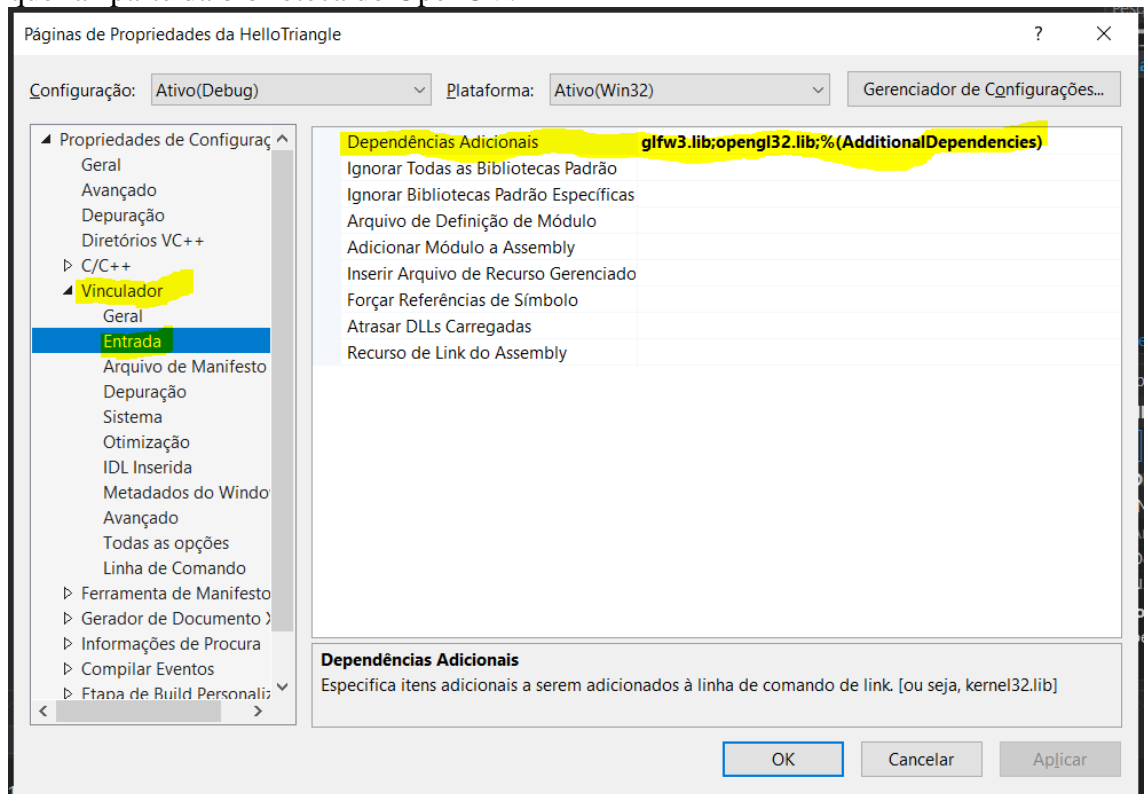 Páginas de Propriedades da HelloTriangle ? ×
Configuração: Ativo(Debug) Plataforma: Ativo(Win32) Gerenciador de Configurações...
Propriedades de Configuraç
Geral
Avançado
Depuração
Diretórios VC++
C/C++
Vinculador
Geral
Entrada
Arquivo de Manifesto
Depuração
Sistema
Otimização
IDL Inserida
Metadados do Windo
Avançado
Todas as opções
Linha de Comando
Ferramenta de Manifesto
Gerador de Documento X
Informações de Procura
Compilar Eventos
Etapa de Build Personaliz
Dependências Adicionais glfw3.lib;opengl32.lib;%(AdditionalDependencies)
Ignorar Todas as Bibliotecas Padrão
Ignorar Bibliotecas Padrão Específicas
Arquivo de Definição de Módulo
Adicionar Módulo a Assembly
Inserir Arquivo de Recurso Gerenciado
Forçar Referências de Símbolo
Atrasar DLLs Carregadas
Recurso de Link do Assembly
Dependências Adicionais
Especifica itens adicionais a serem adicionados à linha de comando de link. [ou seja, kernel32.lib]
OK Cancelar Aplicar